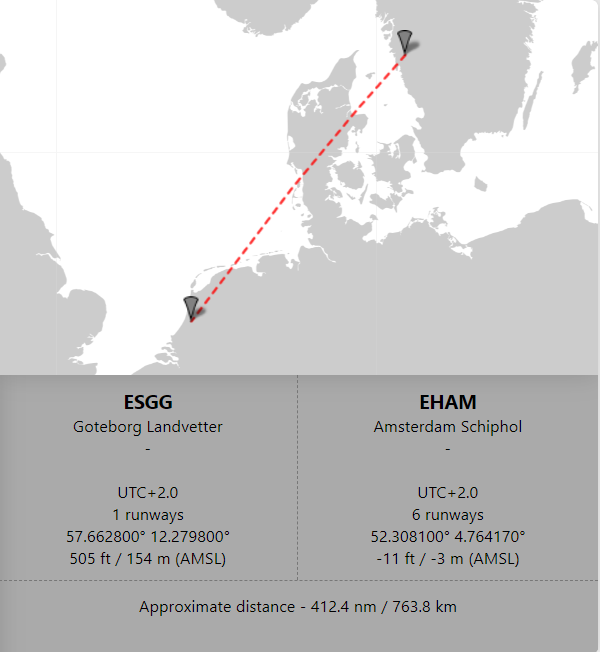 ESGG
Goteborg Landvetter
-
UTC+2.0
1 runways
57.662800° 12.279800°
505 ft / 154 m (AMSL)
EHAM
Amsterdam Schiphol
-
UTC+2.0
6 runways
52.308100° 4.764170°
-11 ft / -3 m (AMSL)
Approximate distance - 412.4 nm / 763.8 km